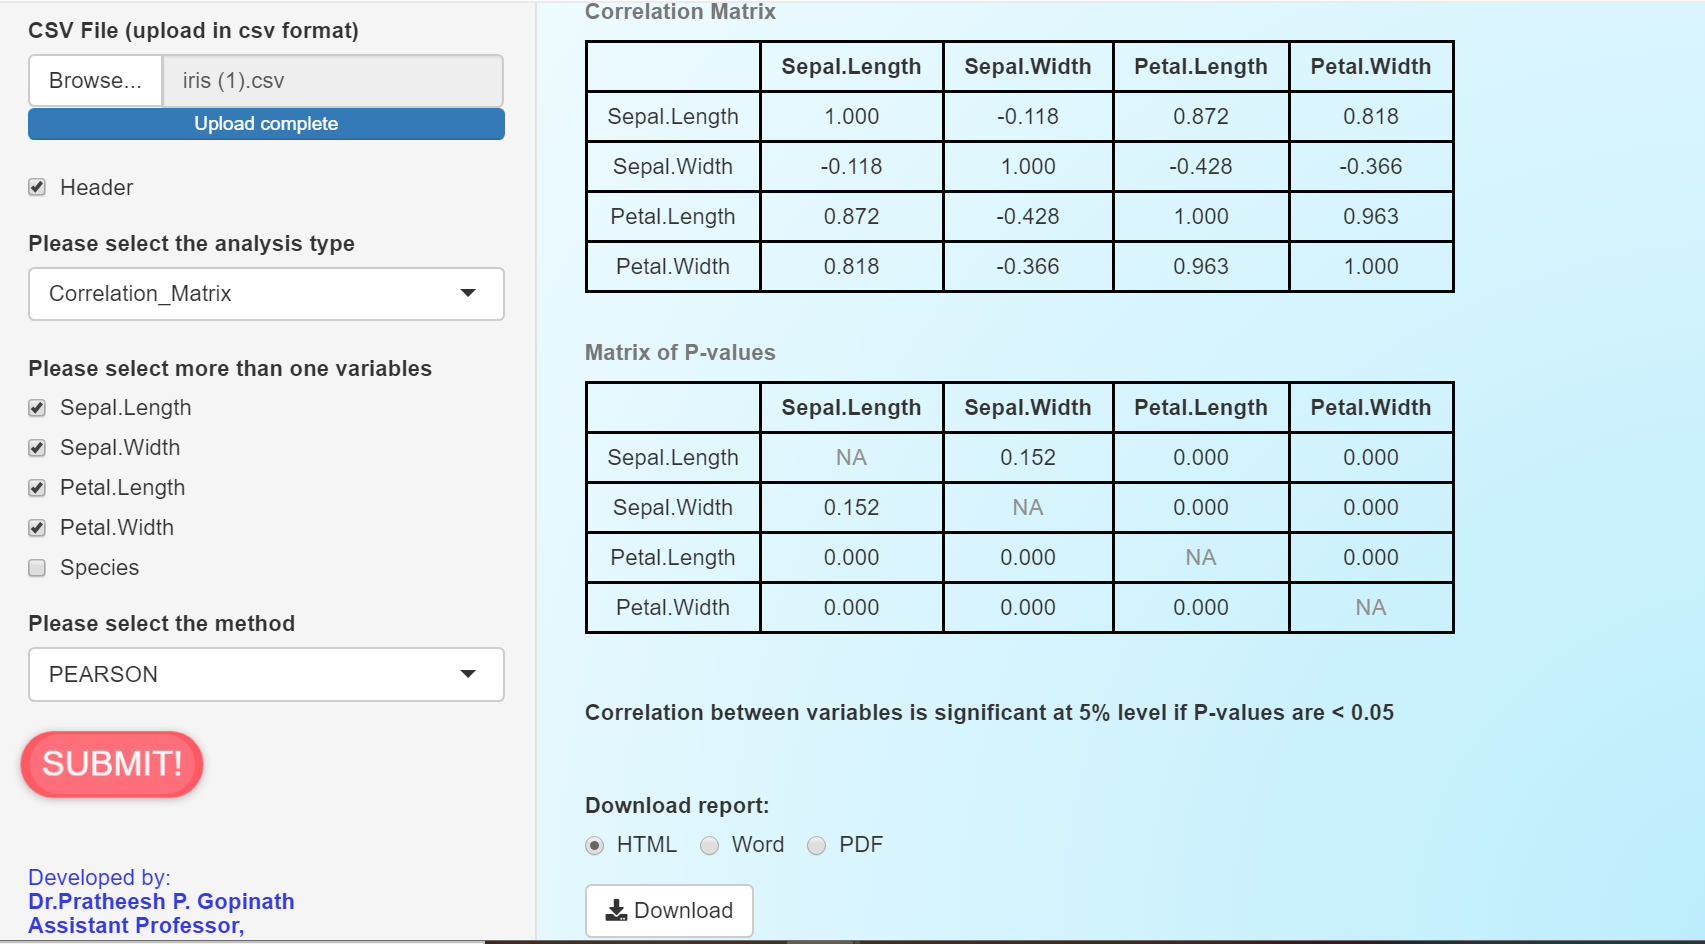 CSV File (upload in csv format)
Browse... iris (1).csv
Upload complete
Header
Please select the analysis type
Correlation_Matrix
Please select more than one variables
Sepal.Length
Sepal.Width
Petal.Length
Petal.Width
Species
Please select the method
PEARSON
SUBMIT!
Developed by:
Dr.Pratheesh P. Gopinath
Assistant Professor,
Correlation Matrix
Sepal.Length Sepal.Width Petal.Length Petal.Width
Sepal.Length 1.000 -0.118 0.872 0.818
Sepal.Width -0.118 1.000 -0.428 -0.366
Petal.Length 0.872 -0.428 1.000 0.963
Petal.Width 0.818 -0.366 0.963 1.000
Matrix of P-values
Sepal.Length Sepal.Width Petal.Length Petal.Width
Sepal.Length NA 0.152 0.000 0.000
Sepal.Width 0.152 NA 0.000 0.000
Petal.Length 0.000 0.000 NA 0.000
Petal.Width 0.000 0.000 0.000 NA
Correlation between variables is significant at 5% level if P-values are < 0.05
Download report:
HTML Word PDF
Download